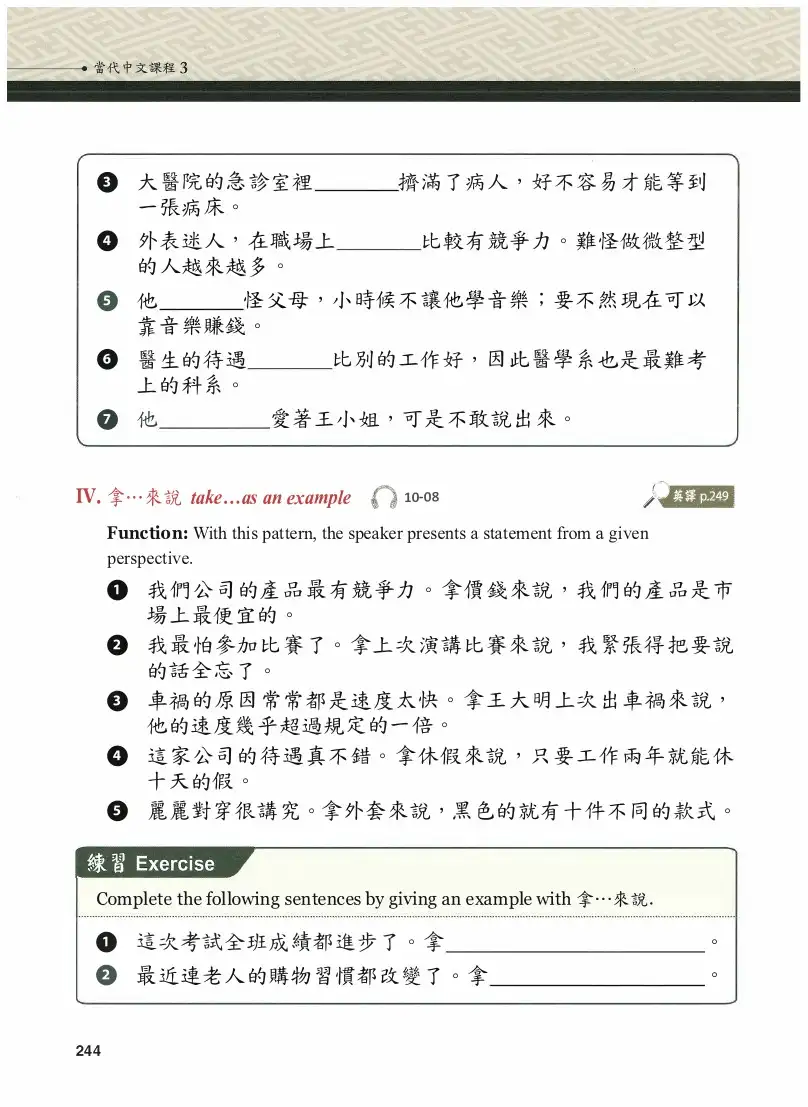 當代中文課程 3
3 大醫院的急診室裡________擠滿了病人，好不容易才能等到
一張病床。
4 外表迷人，在職場上________比較有競爭力。難怪做微整型
的人越來越多。
5 他________怪父母，小時候不讓他學音樂；要不然現在可以
靠音樂賺錢。
6 醫生的待遇________比別的工作好，因此醫學系也是最難考
上的科系。
7 他__________愛著王小姐，可是不敢說出來。
IV. 拿…來說 take…as an example 10-08 英譯 p.249
Function: With this pattern, the speaker presents a statement from a given
perspective.
1 我們公司的產品最有競爭力。拿價錢來說，我們的產品是市
場上最便宜的。
2 我最怕參加比賽了。拿上次演講比賽來說，我緊張得把要說
的話全忘了。
3 車禍的原因常常都是速度太快。拿王大明上次出車禍來說，
他的速度幾乎超過規定的一倍。
4 這家公司的待遇真不錯。拿休假來說，只要工作兩年就能休
十天的假。
5 麗麗對穿很講究。拿外套來說，黑色的就有十件不同的款式。
練習 Exercise
Complete the following sentences by giving an example with 拿…來說.
1 這次考試全班成績都進步了。拿________________________。
2 最近連老人的購物習慣都改變了。拿____________________。
244